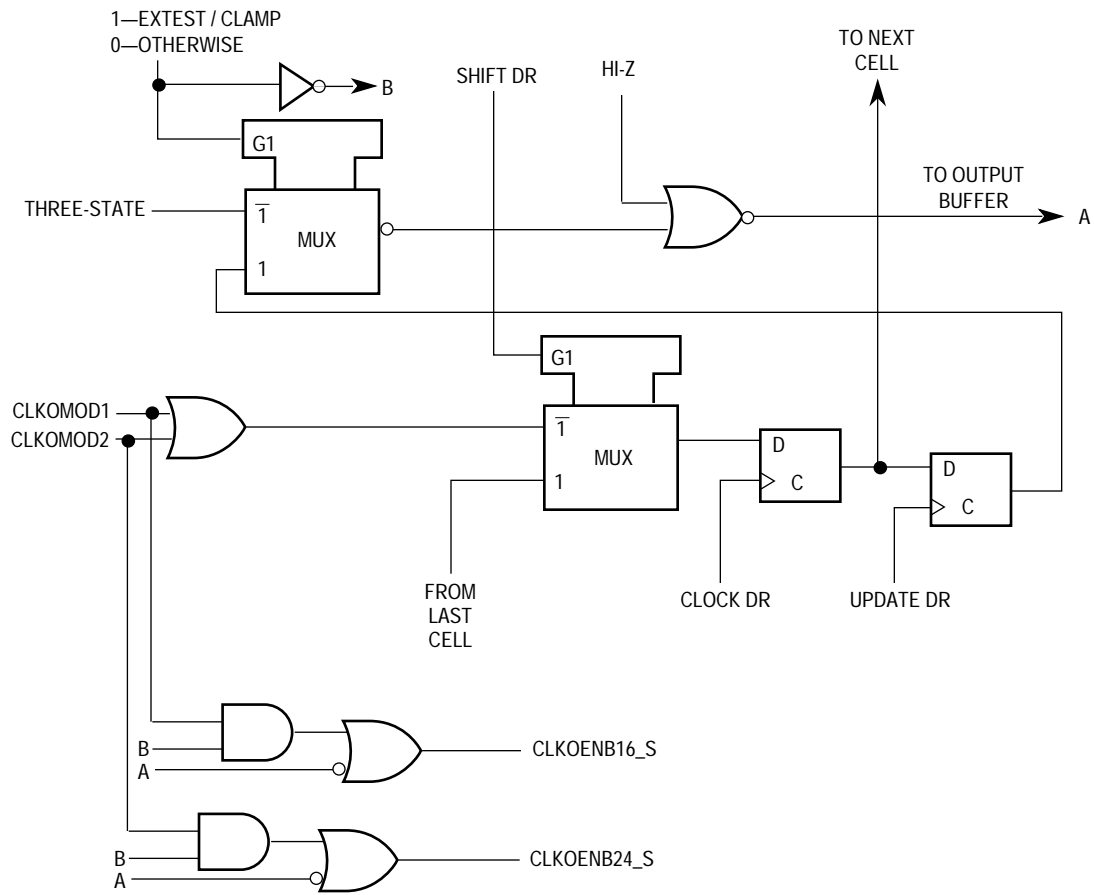 1—EXTEST / CLAMP
0—OTHERWISE
B
SHIFT DR
HI-Z
TO NEXT
CELL
G1
THREE-STATE
1
MUX
1
TO OUTPUT
BUFFER
A
G1
CLKOMOD1
CLKOMOD2
1
MUX
1
D
C
D
C
FROM
LAST
CELL
CLOCK DR
UPDATE DR
B
A
CLKOENB16_S
B
A
CLKOENB24_S